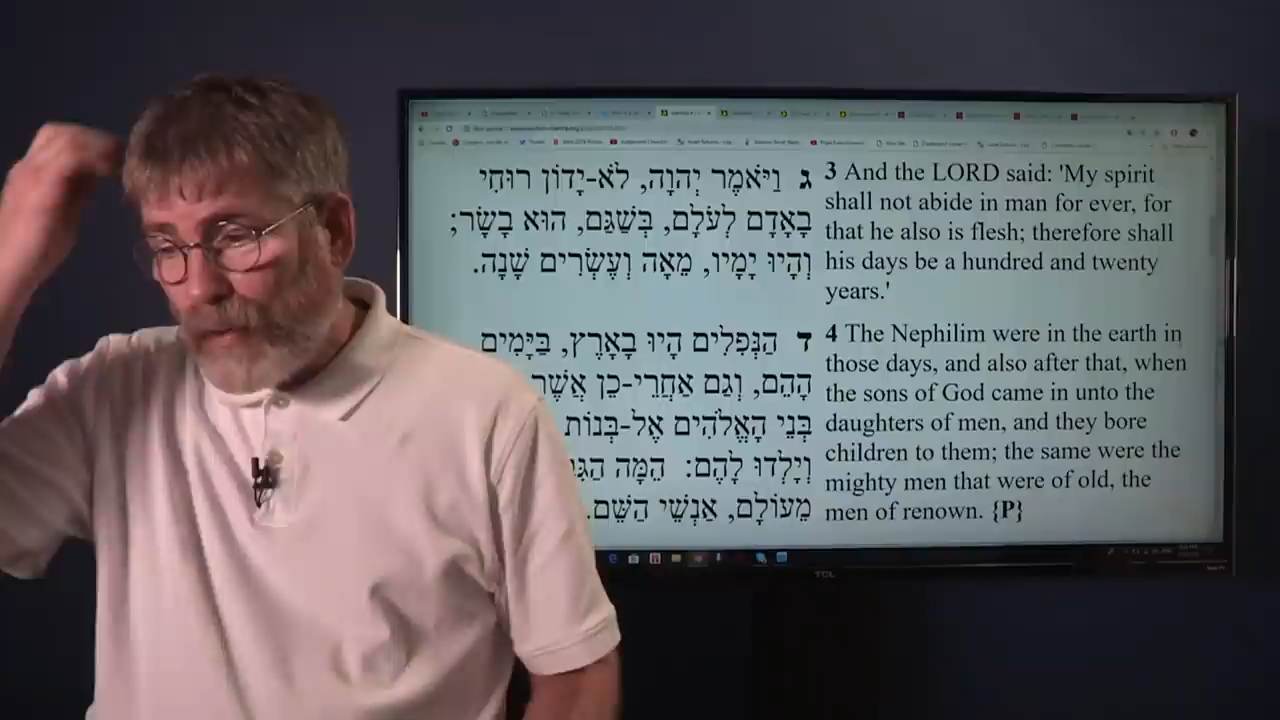 ג וַיֹּאמֶר יְהוָה, לֹא-יָדוֹן רוּחִי
בָאָדָם לְעֹלָם, בְּשַׁגַּם, הוּא בָשָׂר;
וְהָיוּ יָמָיו, מֵאָה וְעֶשְׂרִים שָׁנָה.
3 And the LORD said: 'My spirit
shall not abide in man for ever, for
that he also is flesh; therefore shall
his days be a hundred and twenty
years.'
ד הַנְּפִלִים הָיוּ בָאָרֶץ, בַּיָּמִים
הָהֵם, וְגַם אַחֲרֵי-כֵן אֲשֶׁר
בְּנֵי הָאֱלֹהִים אֶל-בְּנוֹת
וְיָלְדוּ לָהֶם: הֵמָּה
מֵעוֹלָם, אַנְשֵׁי הַשֵּׁם.
4 The Nephilim were in the earth in
those days, and also after that, when
the sons of God came in unto the
daughters of men, and they bore
children to them; the same were the
mighty men that were of old, the
men of renown. {P}
TCL